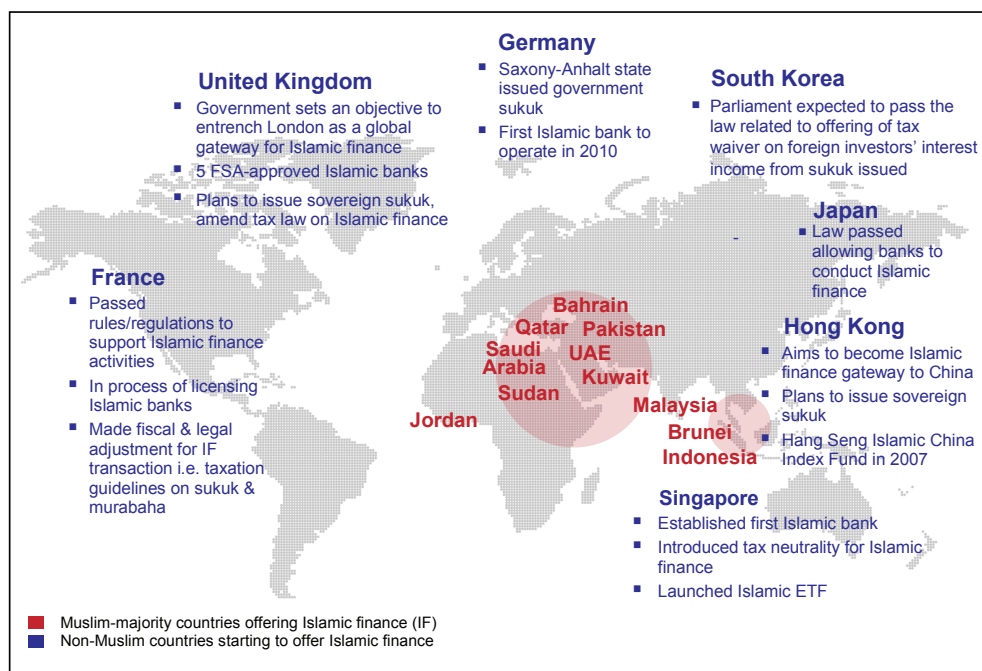 United Kingdom
Government sets an objective to
entrench London as a global
gateway for Islamic finance
5 FSA-approved Islamic banks
Plans to issue sovereign sukuk,
amend tax law on Islamic finance
Germany
Saxony-Anhalt state
issued government
sukuk
First Islamic bank to
operate in 2010
South Korea
Parliament expected to pass the
law related to offering of tax
waiver on foreign investors' interest
income from sukuk issued
Japan
Law passed
allowing banks to
conduct Islamic
finance
France
Passed
rules/regulations to
support Islamic finance
activities
In process of licensing
Islamic banks
Made fiscal & legal
adjustment for IF
transaction i.e. taxation
guidelines on sukuk &
murabaha
Bahrain
Qatar
Pakistan
Saudi
Arabia
UAE
Kuwait
Sudan
Jordan
Malaysia
Brunei
Indonesia
Hong Kong
Aims to become Islamic
finance gateway to China
Plans to issue sovereign
sukuk
Hang Seng Islamic China
Index Fund in 2007
Singapore
Established first Islamic bank
Introduced tax neutrality for Islamic
finance
Launched Islamic ETF
Muslim-majority countries offering Islamic finance (IF)
Non-Muslim countries starting to offer Islamic finance